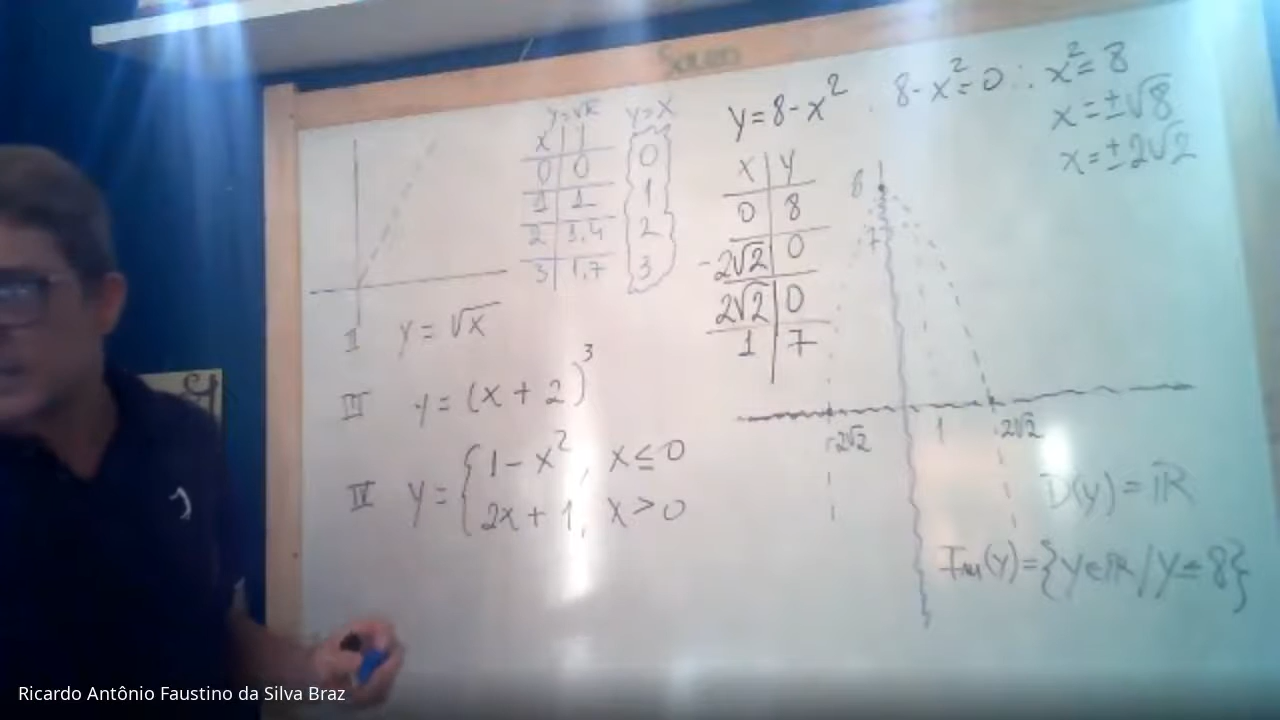 y=√x y=x
x
0 0 0
1 1 1
2 1,4 2
3 1,7 3
II y = √x
III y = (x + 2)³
IV y = { 1 - x², x ≤ 0
2x + 1, x > 0
y = 8 - x² . 8 - x² = 0 ∴ x² = 8
x = ±√8
x = ±2√2
x y
0 8
-2√2 0
2√2 0
1 7
8
7
-2√2 1 2√2
D(y) = IR
Im(y) = {y ∈ IR / y ≤ 8}
Ricardo Antônio Faustino da Silva Braz